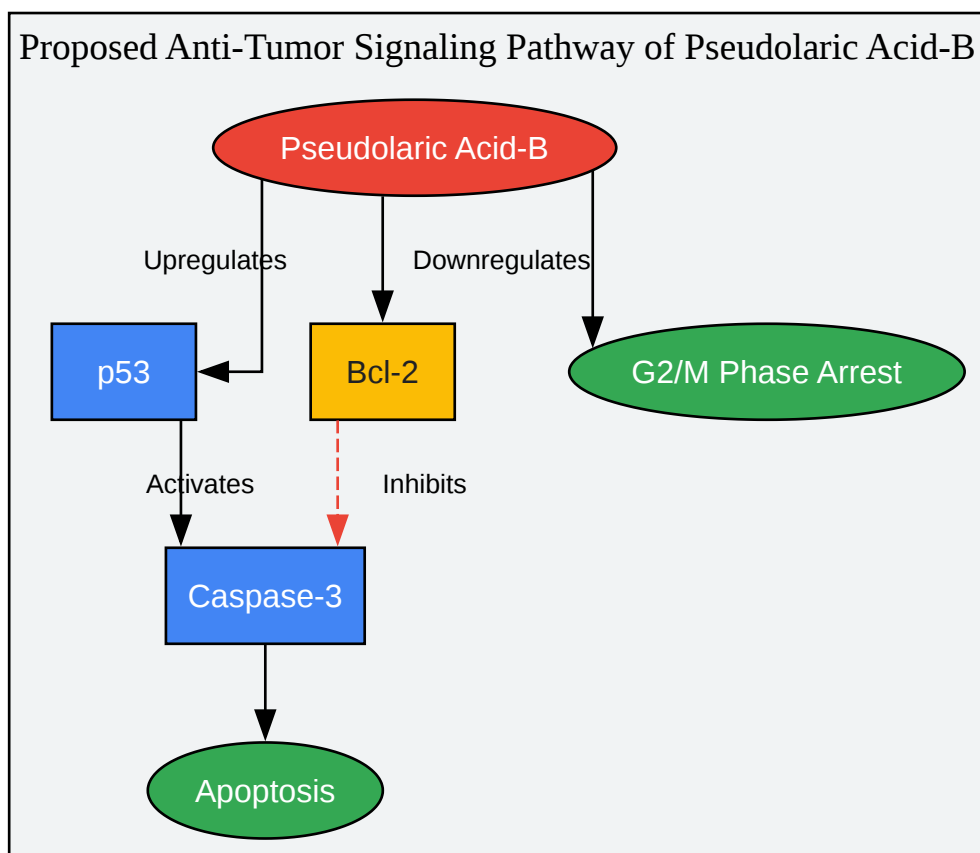 Proposed Anti-Tumor Signaling Pathway of Pseudolaric Acid-B
Pseudolaric Acid-B
Upregulates
Downregulates
p53
Bcl-2
G2/M Phase Arrest
Activates
Inhibits
Caspase-3
Apoptosis